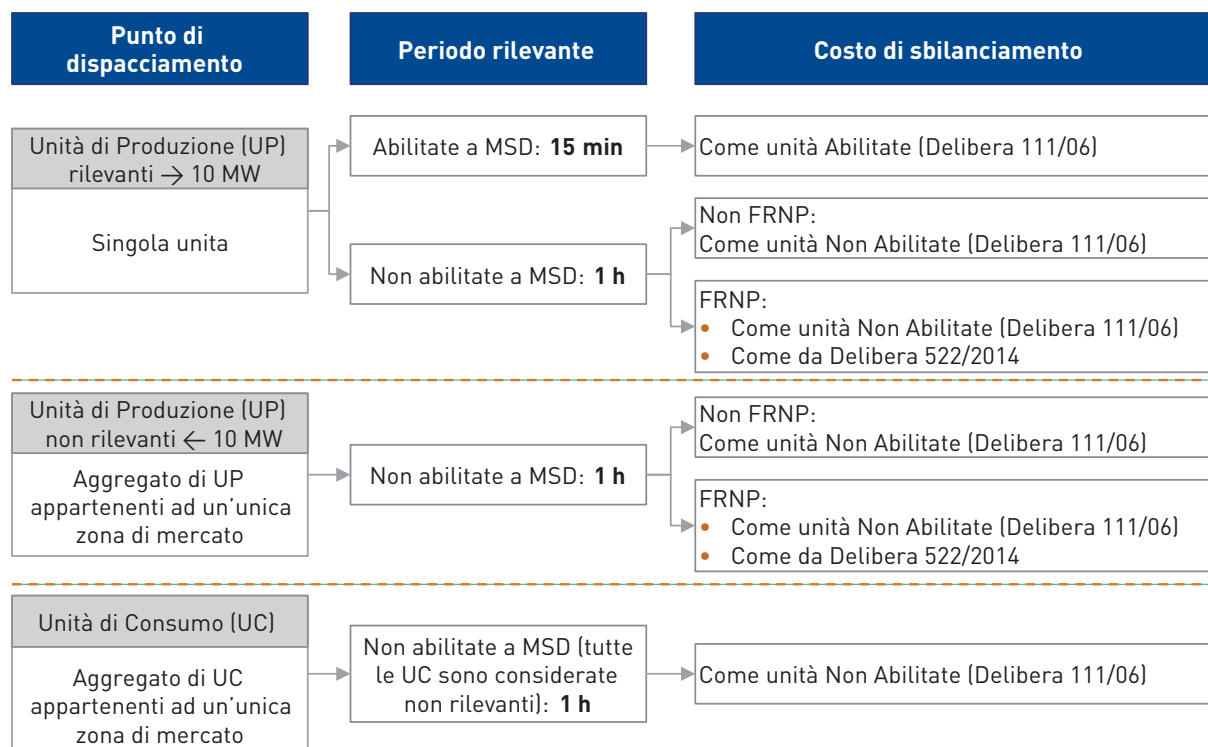 Punto di
dispacciamento
Periodo rilevante
Costo di sbilanciamento
Unità di Produzione (UP)
rilevanti → 10 MW
Singola unita
Abilitate a MSD: 15 min
Come unità Abilitate (Delibera 111/06)
Non abilitate a MSD: 1 h
Non FRNP:
Come unità Non Abilitate (Delibera 111/06)
FRNP:
• Come unità Non Abilitate (Delibera 111/06)
• Come da Delibera 522/2014
Unità di Produzione (UP)
non rilevanti ← 10 MW
Aggregato di UP
appartenenti ad un’unica
zona di mercato
Non abilitate a MSD: 1 h
Non FRNP:
Come unità Non Abilitate (Delibera 111/06)
FRNP:
• Come unità Non Abilitate (Delibera 111/06)
• Come da Delibera 522/2014
Unità di Consumo (UC)
Aggregato di UC
appartenenti ad un’unica
zona di mercato
Non abilitate a MSD (tutte
le UC sono considerate
non rilevanti): 1 h
Come unità Non Abilitate (Delibera 111/06)